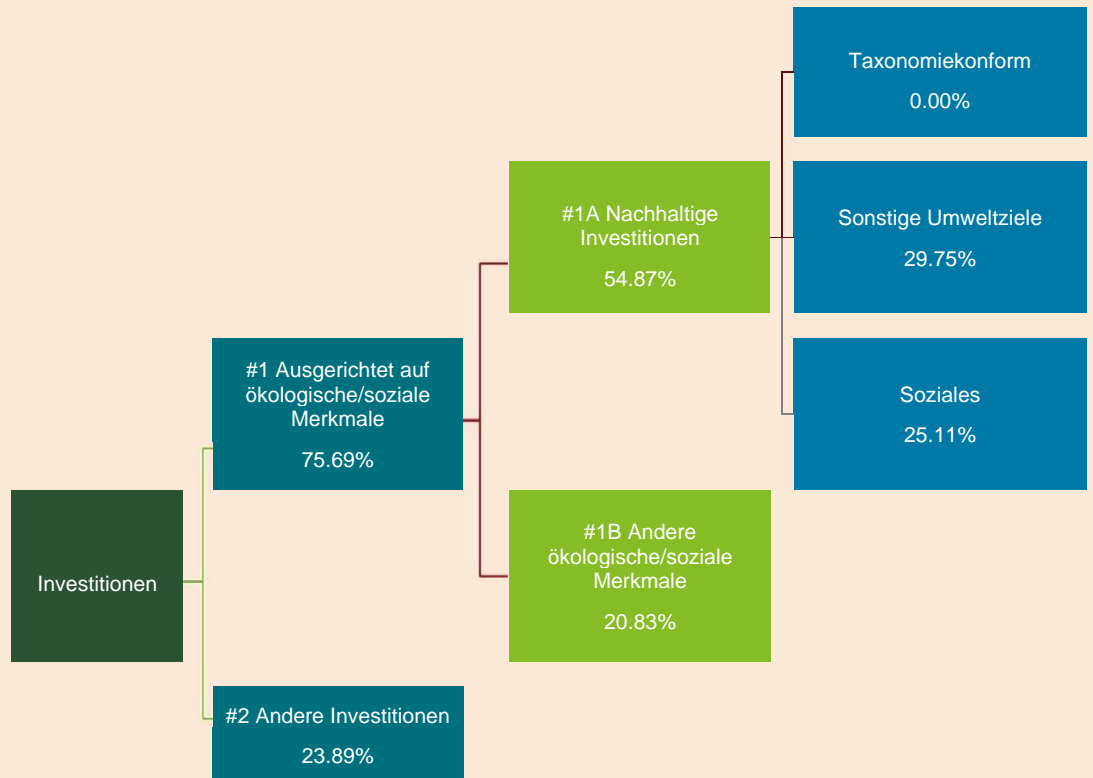 Taxonomiekonform
0.00%
#1A Nachhaltige
Investitionen
54.87%
Sonstige Umweltziele
29.75%
#1 Ausgerichtet auf
ökologische/soziale
Merkmale
75.69%
Soziales
25.11%
Investitionen
#1B Andere
ökologische/soziale
Merkmale
20.83%
#2 Andere Investitionen
23.89%